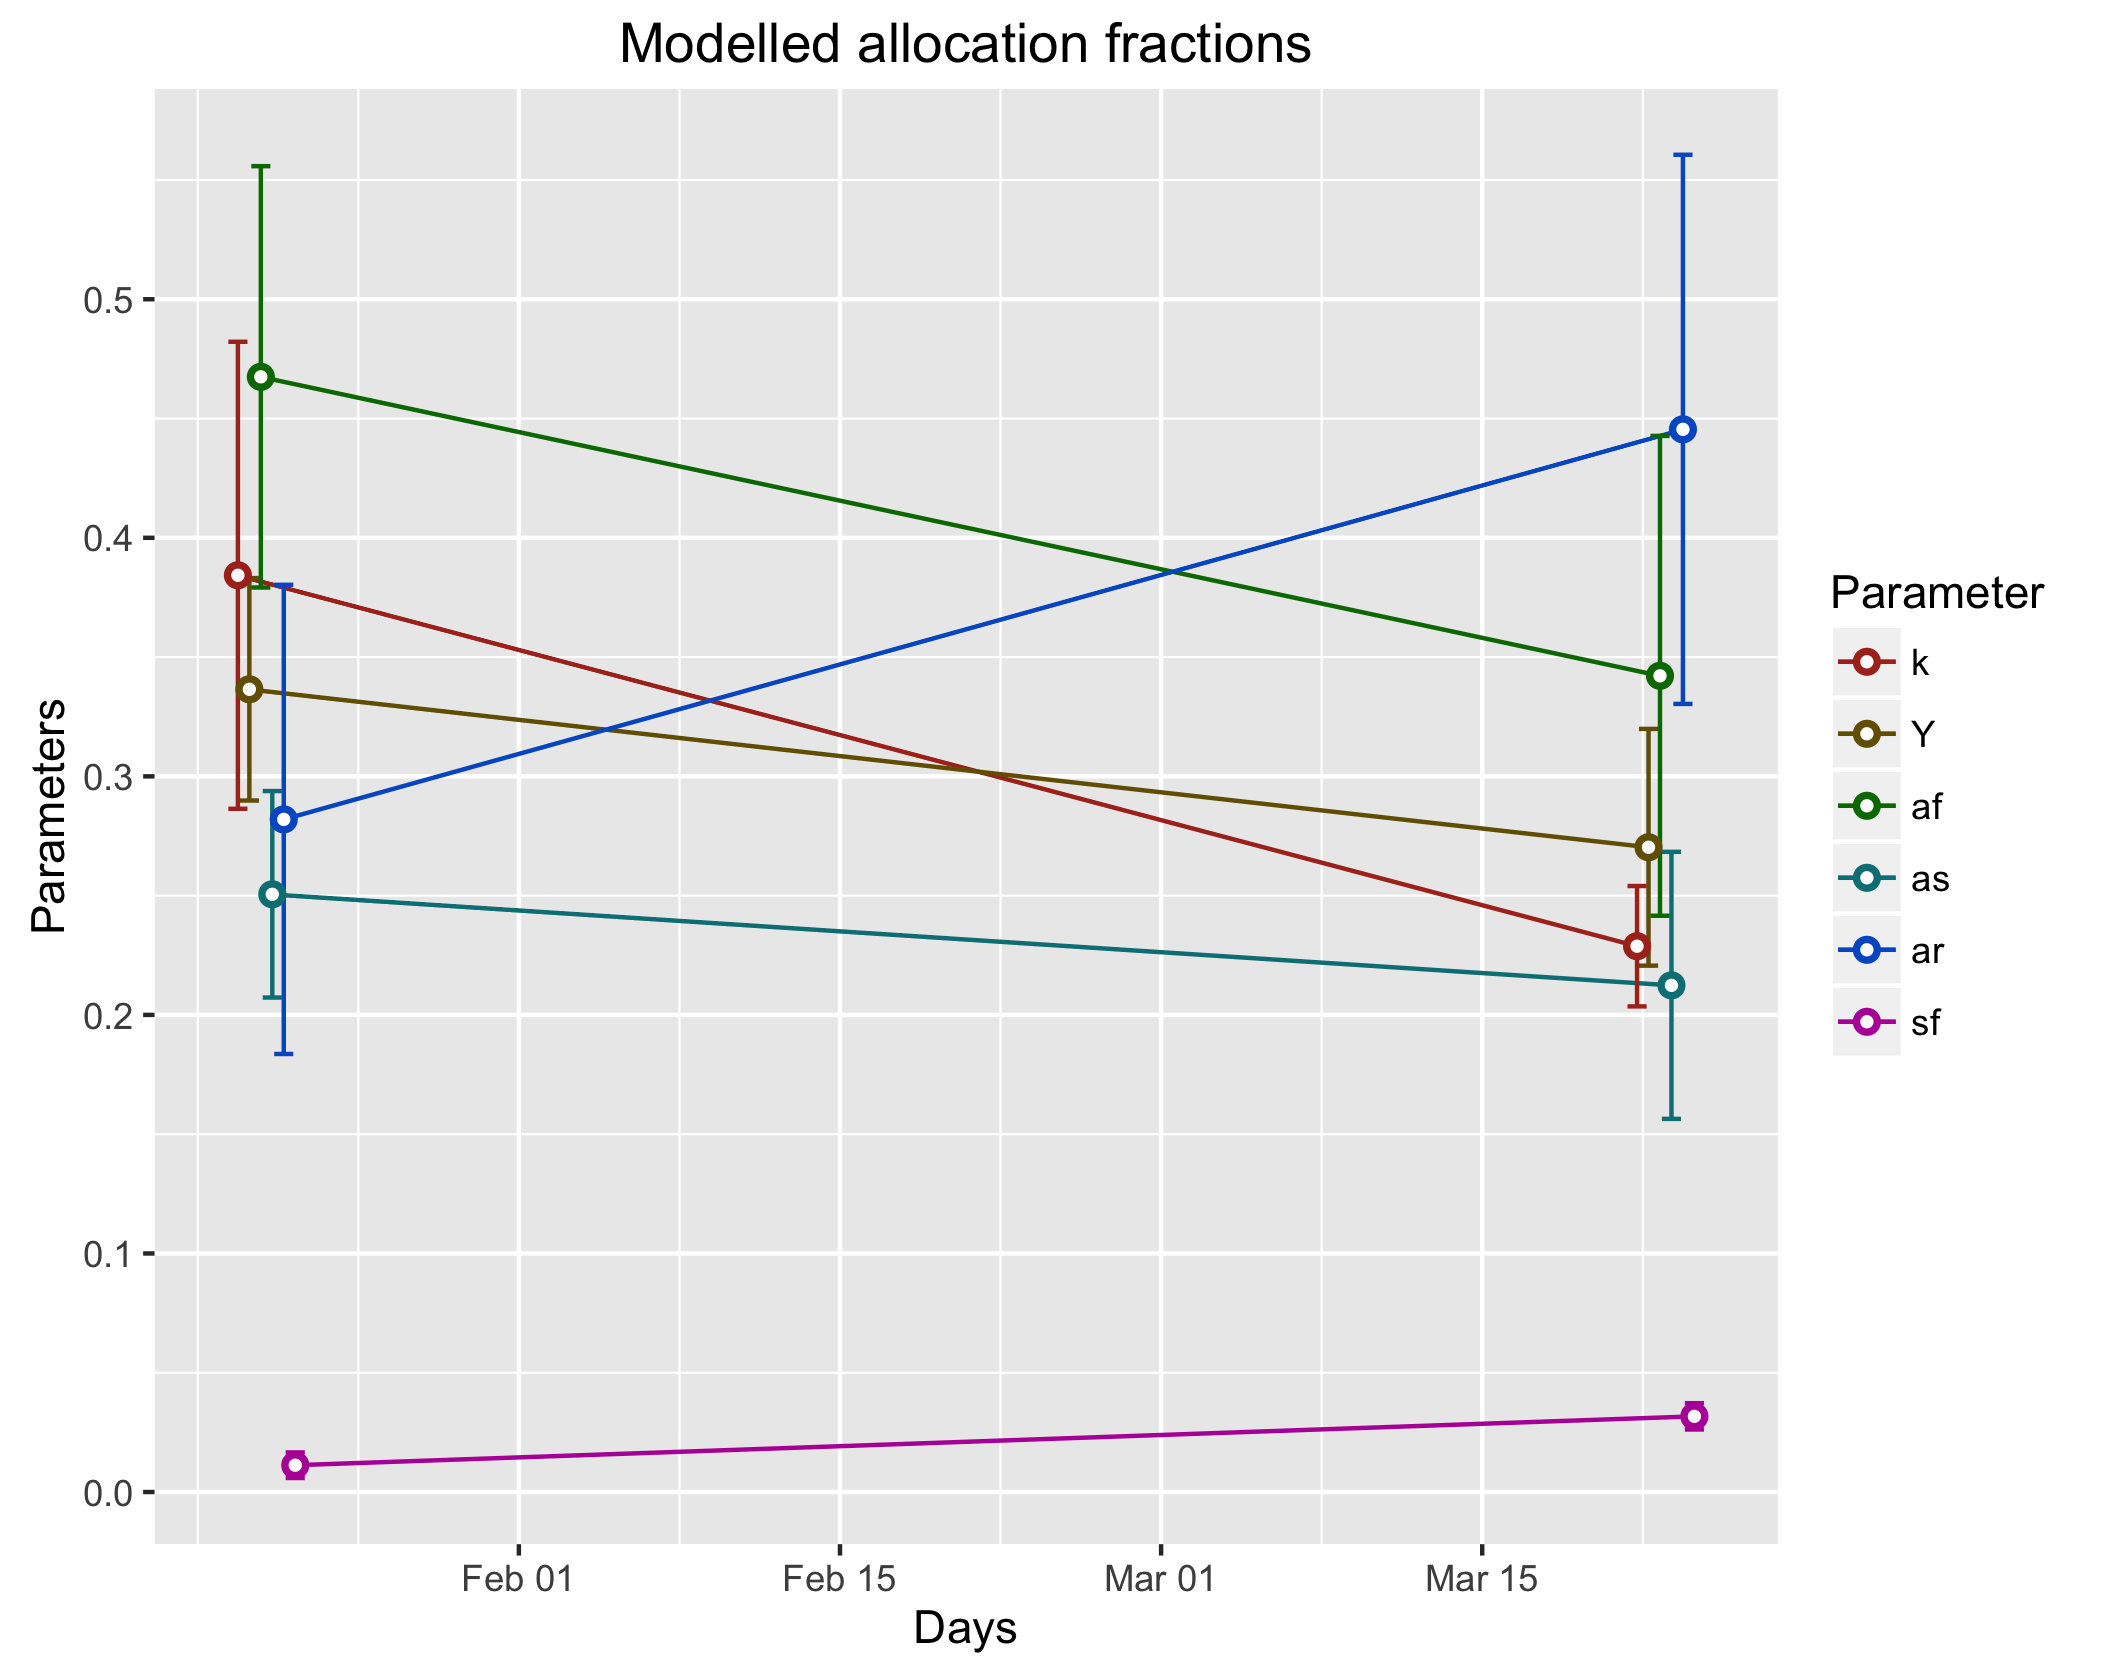 Modelled allocation fractions
Parameters
0.5
0.4
0.3
0.2
0.1
0.0
Feb 01
Feb 15
Mar 01
Mar 15
Days
Parameter
k
Y
af
as
ar
sf